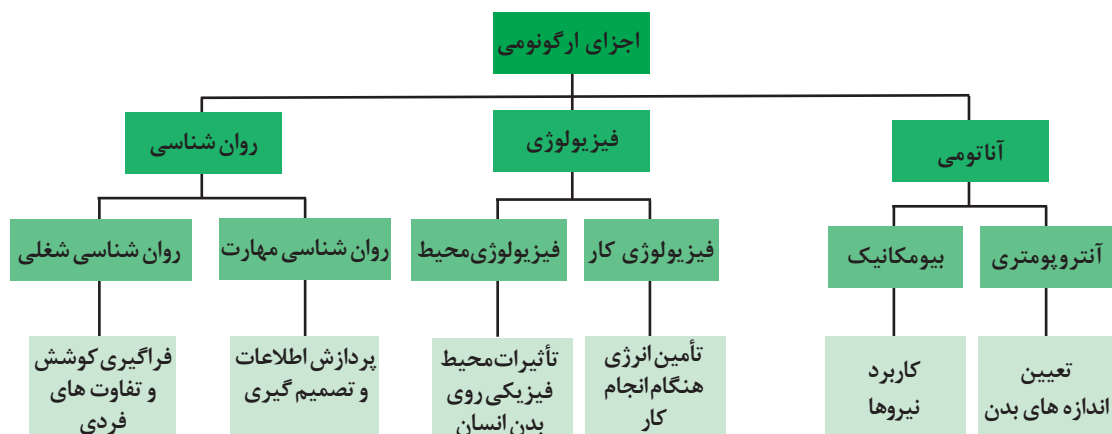 اجزای ارگونومی
آناتومی
فیزیولوژی
روان شناسی
آنتروپومتری
بیومکانیک
فیزیولوژی کار
فیزیولوژی محیط
روان شناسی مهارت
روان شناسی شغلی
تعیین
اندازه های بدن
کاربرد
نیروها
تأمین انرژی
هنگام انجام
کار
تأثیرات محیط
فیزیکی روی
بدن انسان
پردازش اطلاعات
و تصمیم گیری
فراگیری کوشش
و تفاوت های
فردی